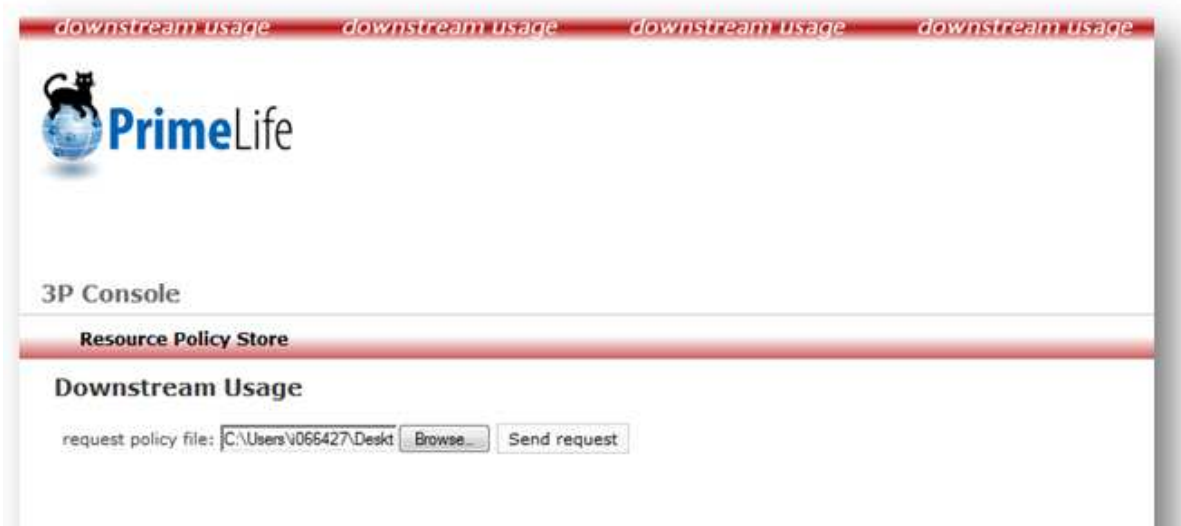 downstream usage downstream usage downstream usage downstream usage
PrimeLife
3P Console
Resource Policy Store
Downstream Usage
request policy file: C:\Users\i066427\Deskt Browse... Send request